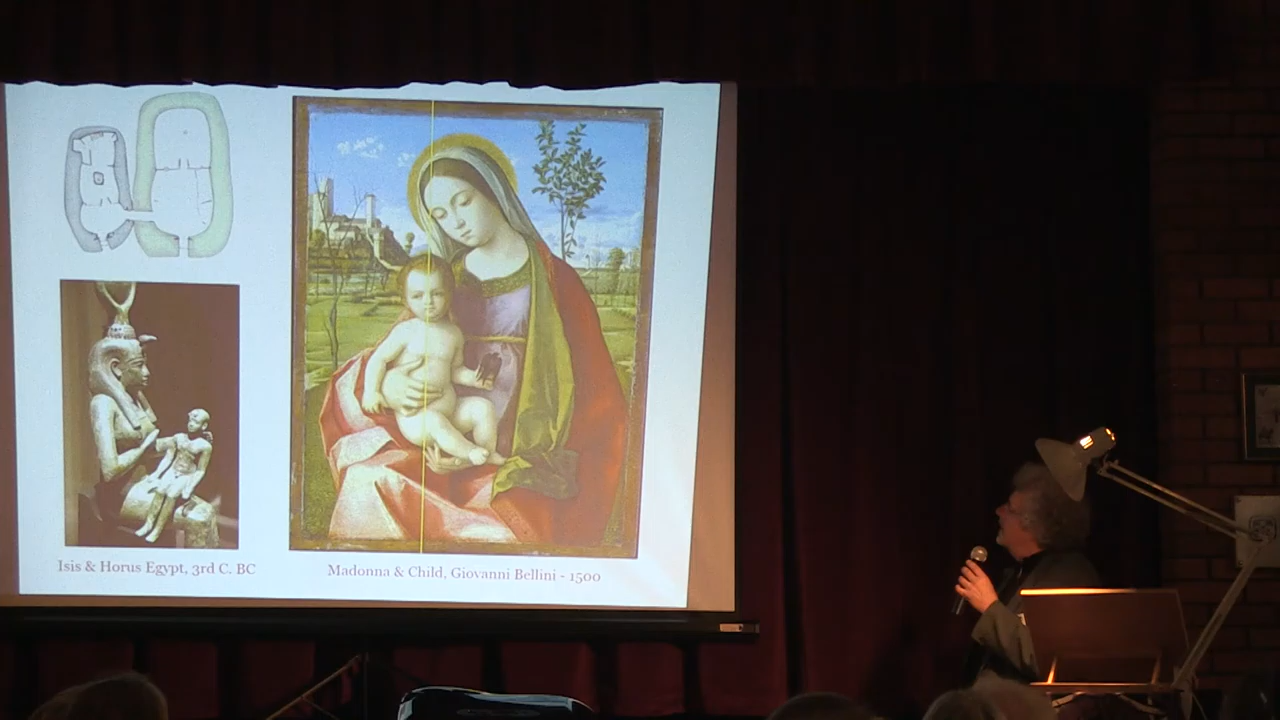 Isis & Horus Egypt, 3rd C. BC
Madonna & Child, Giovanni Bellini - 1500